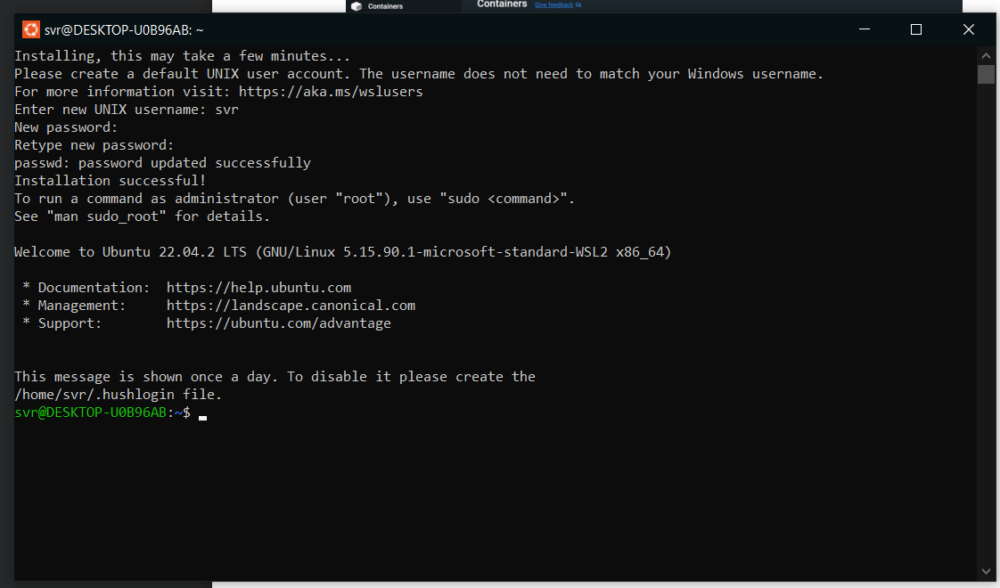 Containers
Containers Give feedback
svr@DESKTOP-U0B96AB: ~
Installing, this may take a few minutes...
Please create a default UNIX user account. The username does not need to match your Windows username.
For more information visit: https://aka.ms/wslusers
Enter new UNIX username: svr
New password:
Retype new password:
passwd: password updated successfully
Installation successful!
To run a command as administrator (user "root"), use "sudo <command>".
See "man sudo_root" for details.
Welcome to Ubuntu 22.04.2 LTS (GNU/Linux 5.15.90.1-microsoft-standard-WSL2 x86_64)
* Documentation:  https://help.ubuntu.com
* Management:     https://landscape.canonical.com
* Support:        https://ubuntu.com/advantage
This message is shown once a day. To disable it please create the
/home/svr/.hushlogin file.
svr@DESKTOP-U0B96AB:~$